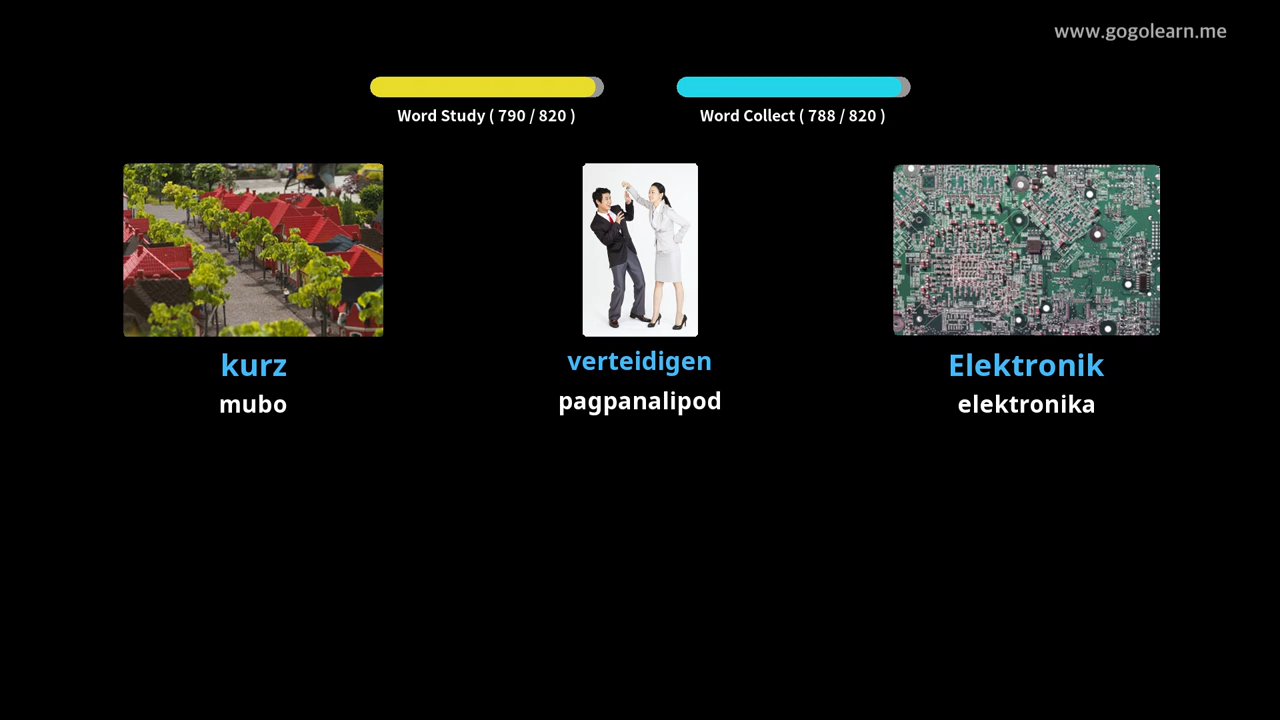 www.gogolearn.me
Word Study ( 790 / 820 )
Word Collect ( 788 / 820 )
kurz
mubo
verteidigen
pagpanalipod
Elektronik
elektronika